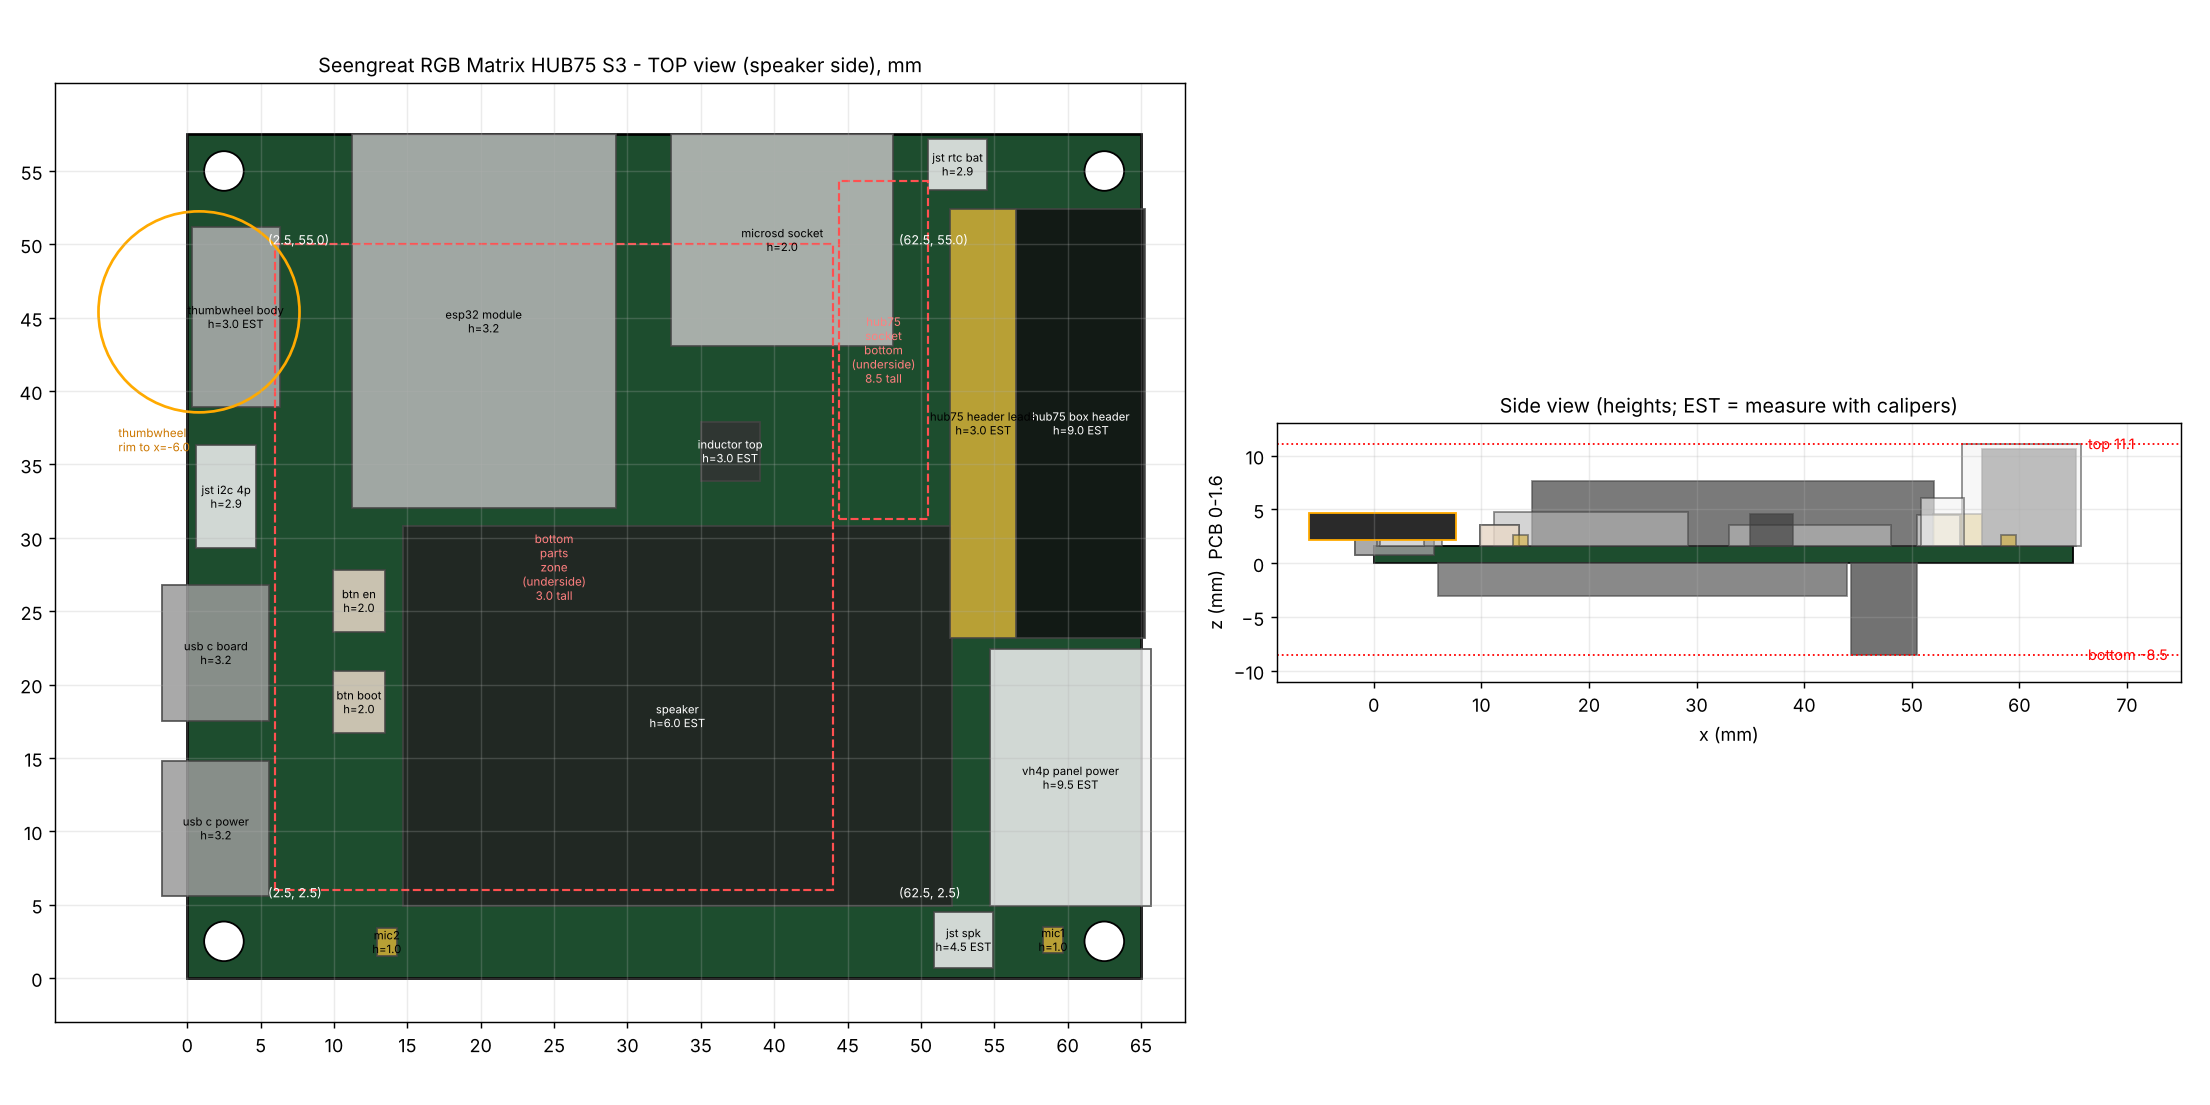 Seengreat RGB Matrix HUB75 S3 - TOP view (speaker side), mm
jst rtc bat
h=2.9
microsd socket
h=2.0
(2.5, 55.0)
(62.5, 55.0)
thumbwheel body
h=3.0 EST
esp32 module
h=3.2
bottom
(underside)
8.5 tall
thumbwheel
rim to x=-6.0
inductor top
h=3.0 EST
hub75 header lead
h=3.0 EST
hub75 box header
h=9.0 EST
jst i2c 4p
h=2.9
bottom
parts
zone
(underside)
3.0 tall
btn en
h=2.0
usb c board
h=3.2
btn boot
h=2.0
speaker
h=6.0 EST
vh4p panel power
h=9.5 EST
usb c power
h=3.2
(2.5, 2.5)
(62.5, 2.5)
mic2
h=1.0
jst spk
h=4.5 EST
mic1
h=1.0
55
50
45
40
35
30
25
20
15
10
5
0
0 5 10 15 20 25 30 35 40 45 50 55 60 65
Side view (heights; EST = measure with calipers)
top 11.1
bottom -8.5
z (mm) PCB 0-1.6
10
5
0
−5
−10
0 10 20 30 40 50 60 70
x (mm)